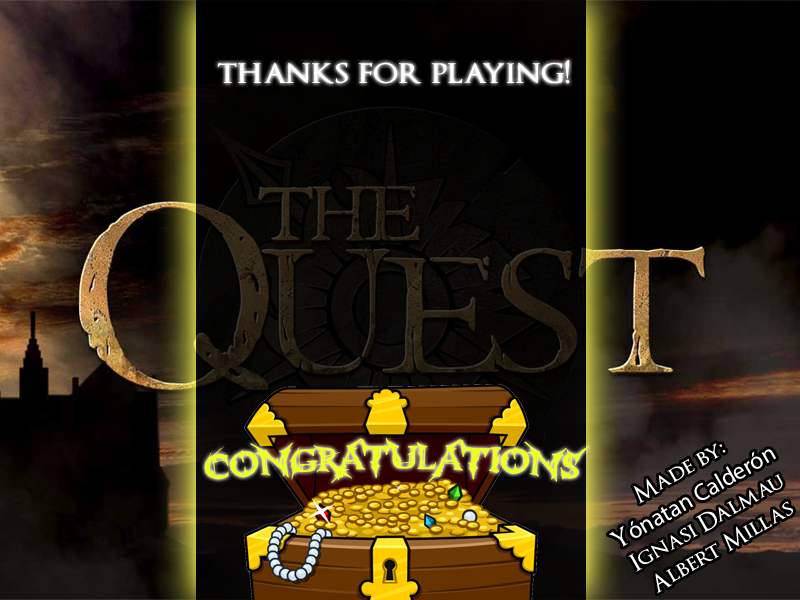 THANKS FOR PLAYING!
THE
QUEST
CONGRATULATIONS
MADE BY:
Yónatan Calderón
IGNASI DALMAU
ALBERT MILLAS